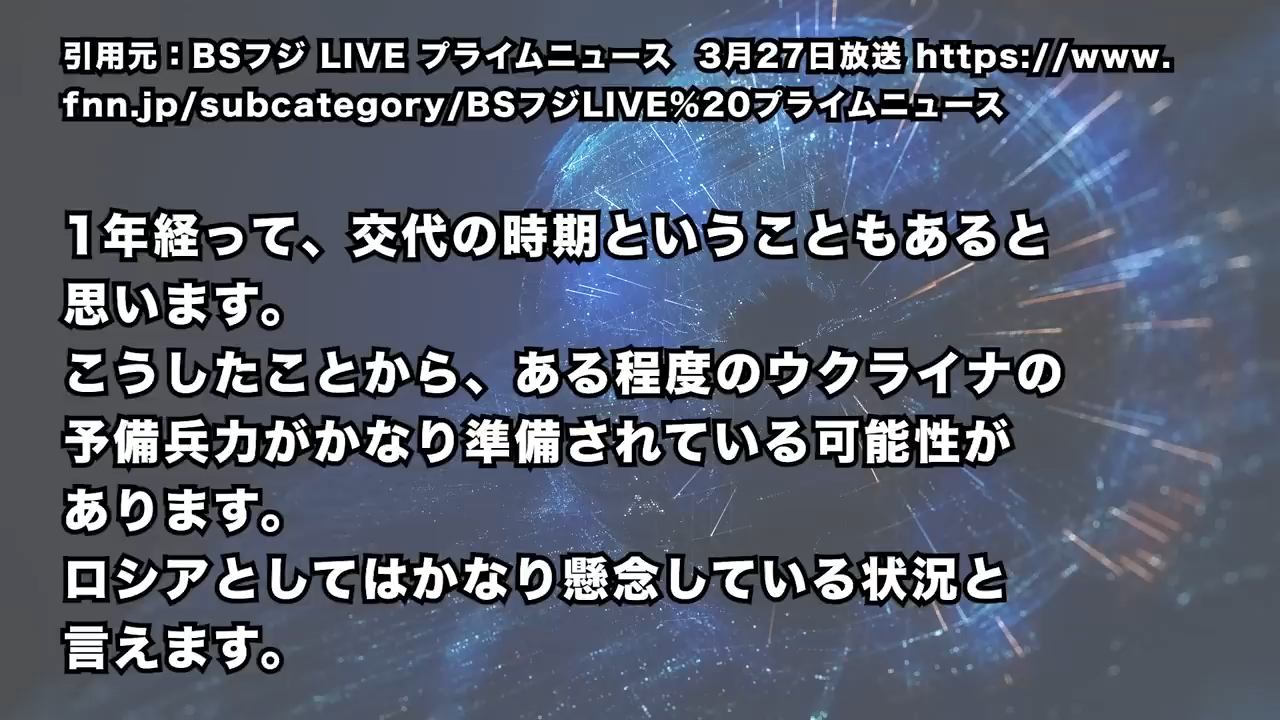 引用元：BSフジ LIVE プライムニュース 3月27日放送 https://www.
fnn.jp/subcategory/BSフジLIVE%20プライムニュース
1年経って、交代の時期ということもあると
思います。
こうしたことから、ある程度のウクライナの
予備兵力がかなり準備されている可能性が
あります。
ロシアとしてはかなり懸念している状況と
言えます。